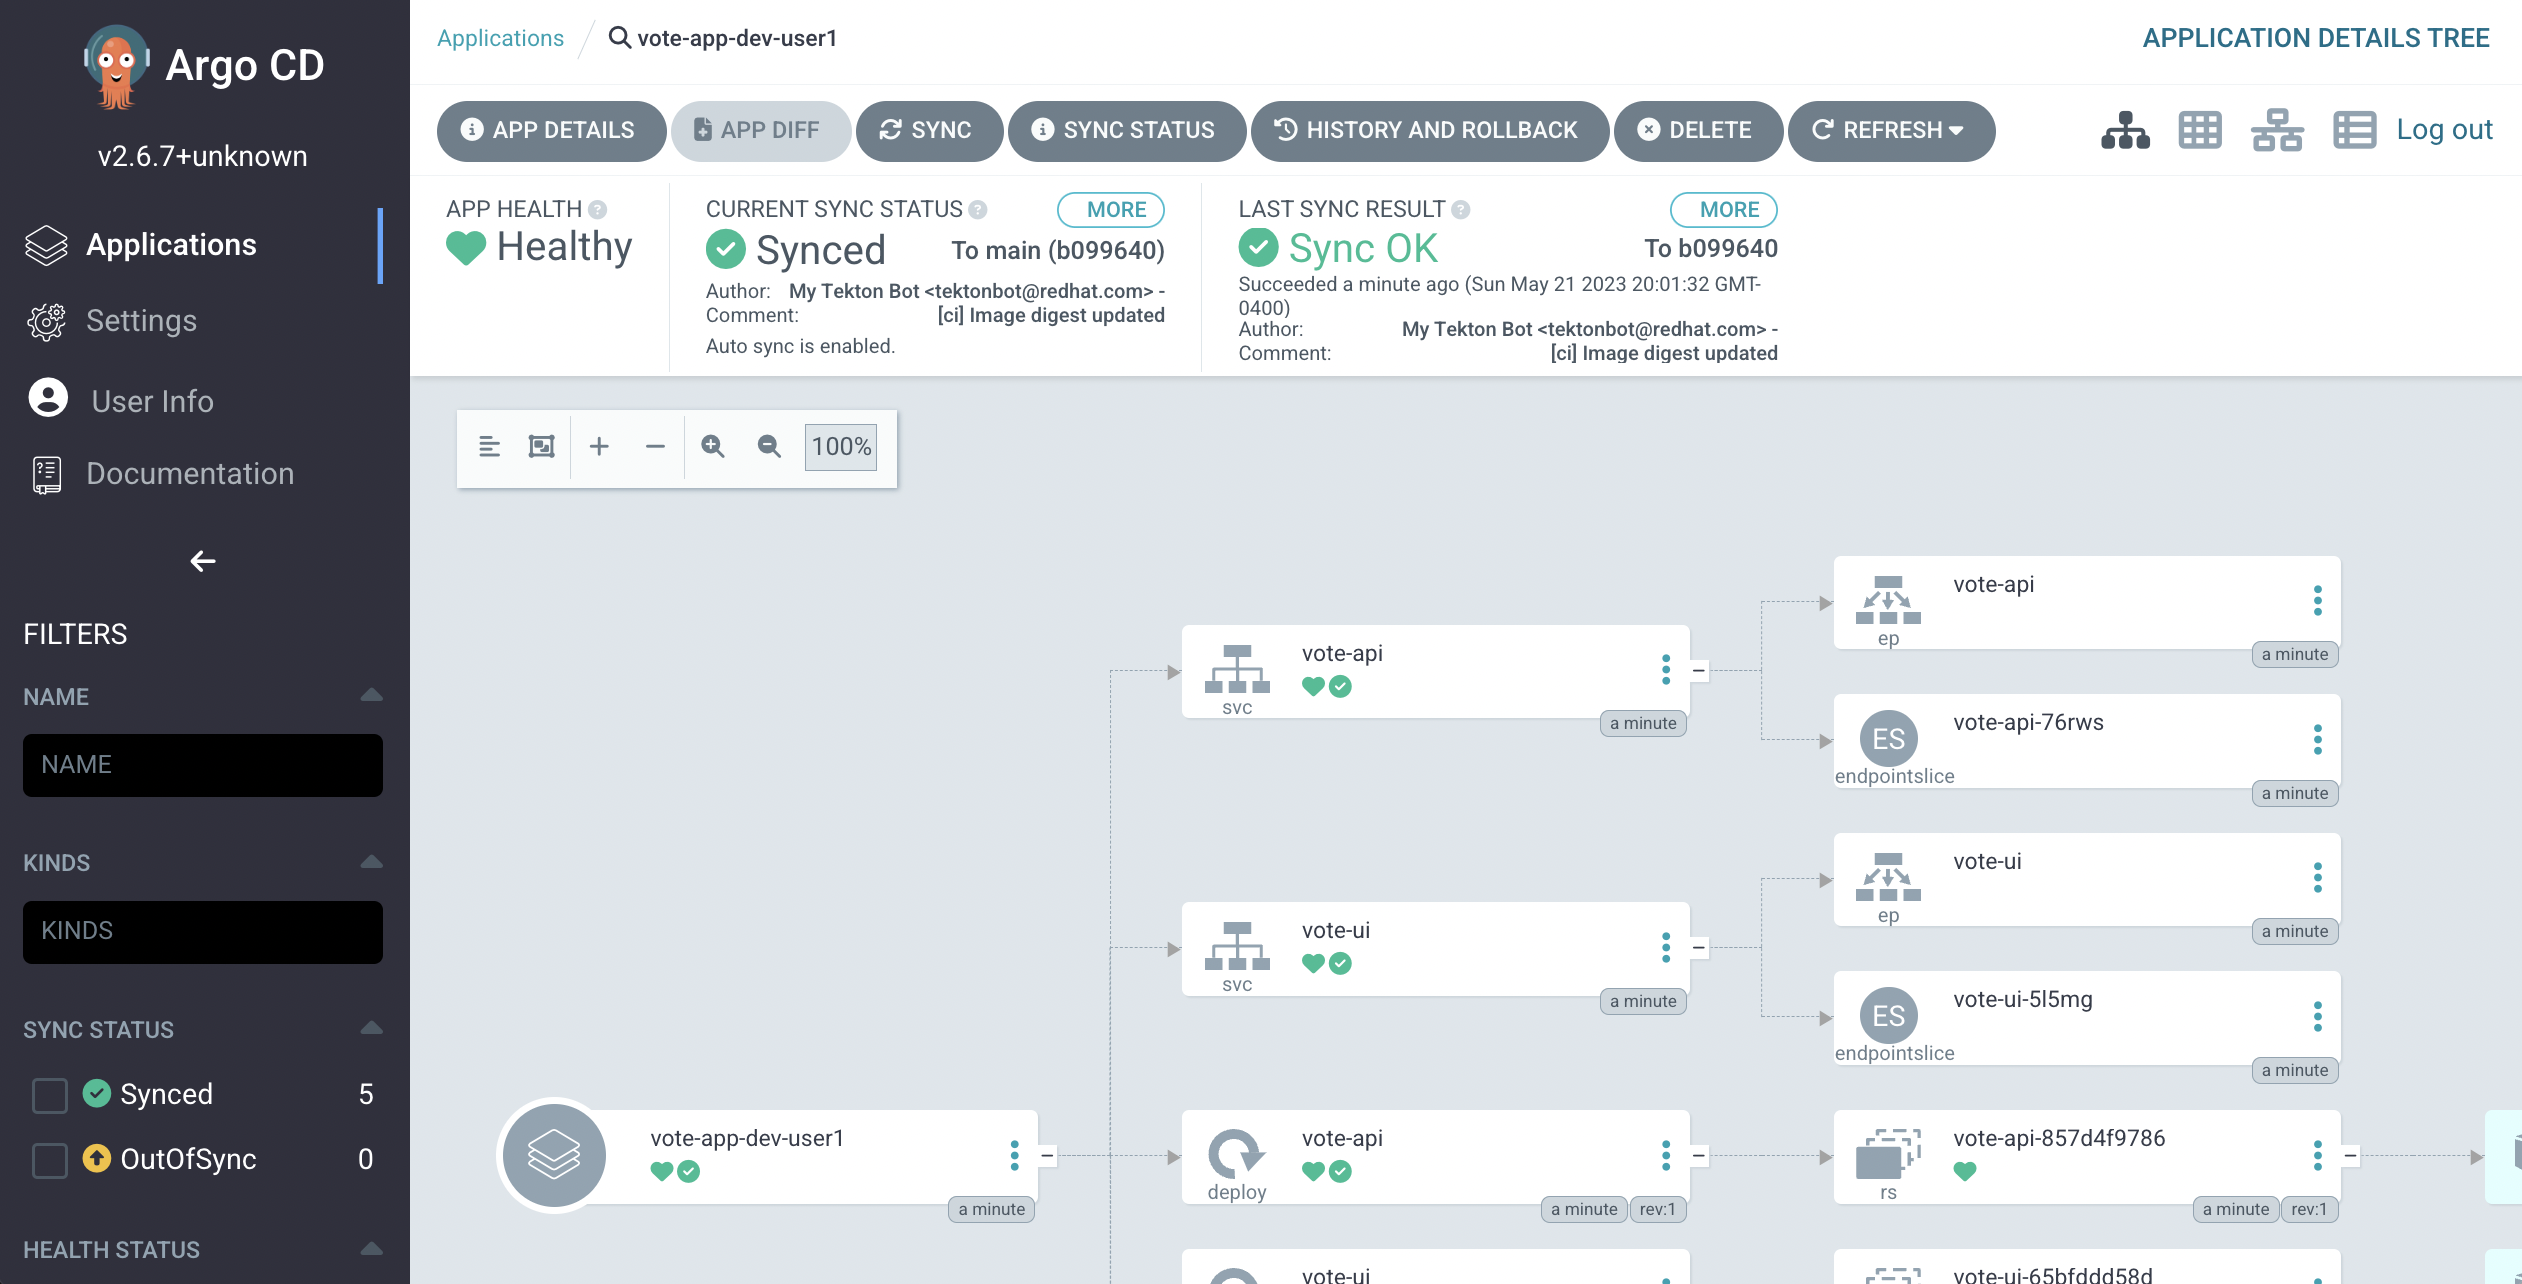 Argo CD
v2.6.7+unknown
Applications
Settings
User Info
Documentation
FILTERS
NAME
NAME
KINDS
KINDS
SYNC STATUS
Synced 5
OutOfSync 0
HEALTH STATUS
Applications / vote-app-dev-user1
APPLICATION DETAILS TREE
APP DETAILS APP DIFF SYNC SYNC STATUS HISTORY AND ROLLBACK DELETE REFRESH Log out
APP HEALTH ?
Healthy
CURRENT SYNC STATUS ? MORE
Synced To main (b099640)
Author: My Tekton Bot <tektonbot@redhat.com> -
Comment: [ci] Image digest updated
Auto sync is enabled.
LAST SYNC RESULT ? MORE
Sync OK To b099640
Succeeded a minute ago (Sun May 21 2023 20:01:32 GMT-
0400)
Author: My Tekton Bot <tektonbot@redhat.com> -
Comment: [ci] Image digest updated
100%
vote-api
ep
a minute
vote-api
svc
a minute
vote-api-76rws
ES
endpointslice
a minute
vote-ui
ep
a minute
vote-ui
svc
a minute
vote-ui-5l5mg
ES
endpointslice
a minute
vote-app-dev-user1
a minute
vote-api
deploy
a minute rev:1
vote-api-857d4f9786
rs
a minute rev:1
vote-ui
vote-ui-65bfddd58d